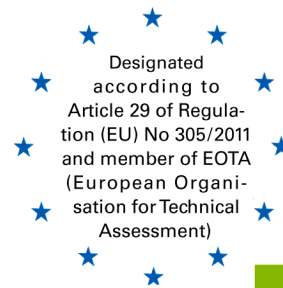 Designated
according to
Article 29 of Regula-
tion (EU) No 305/2011
and member of EOTA
(European Organi-
sation for Technical
Assessment)